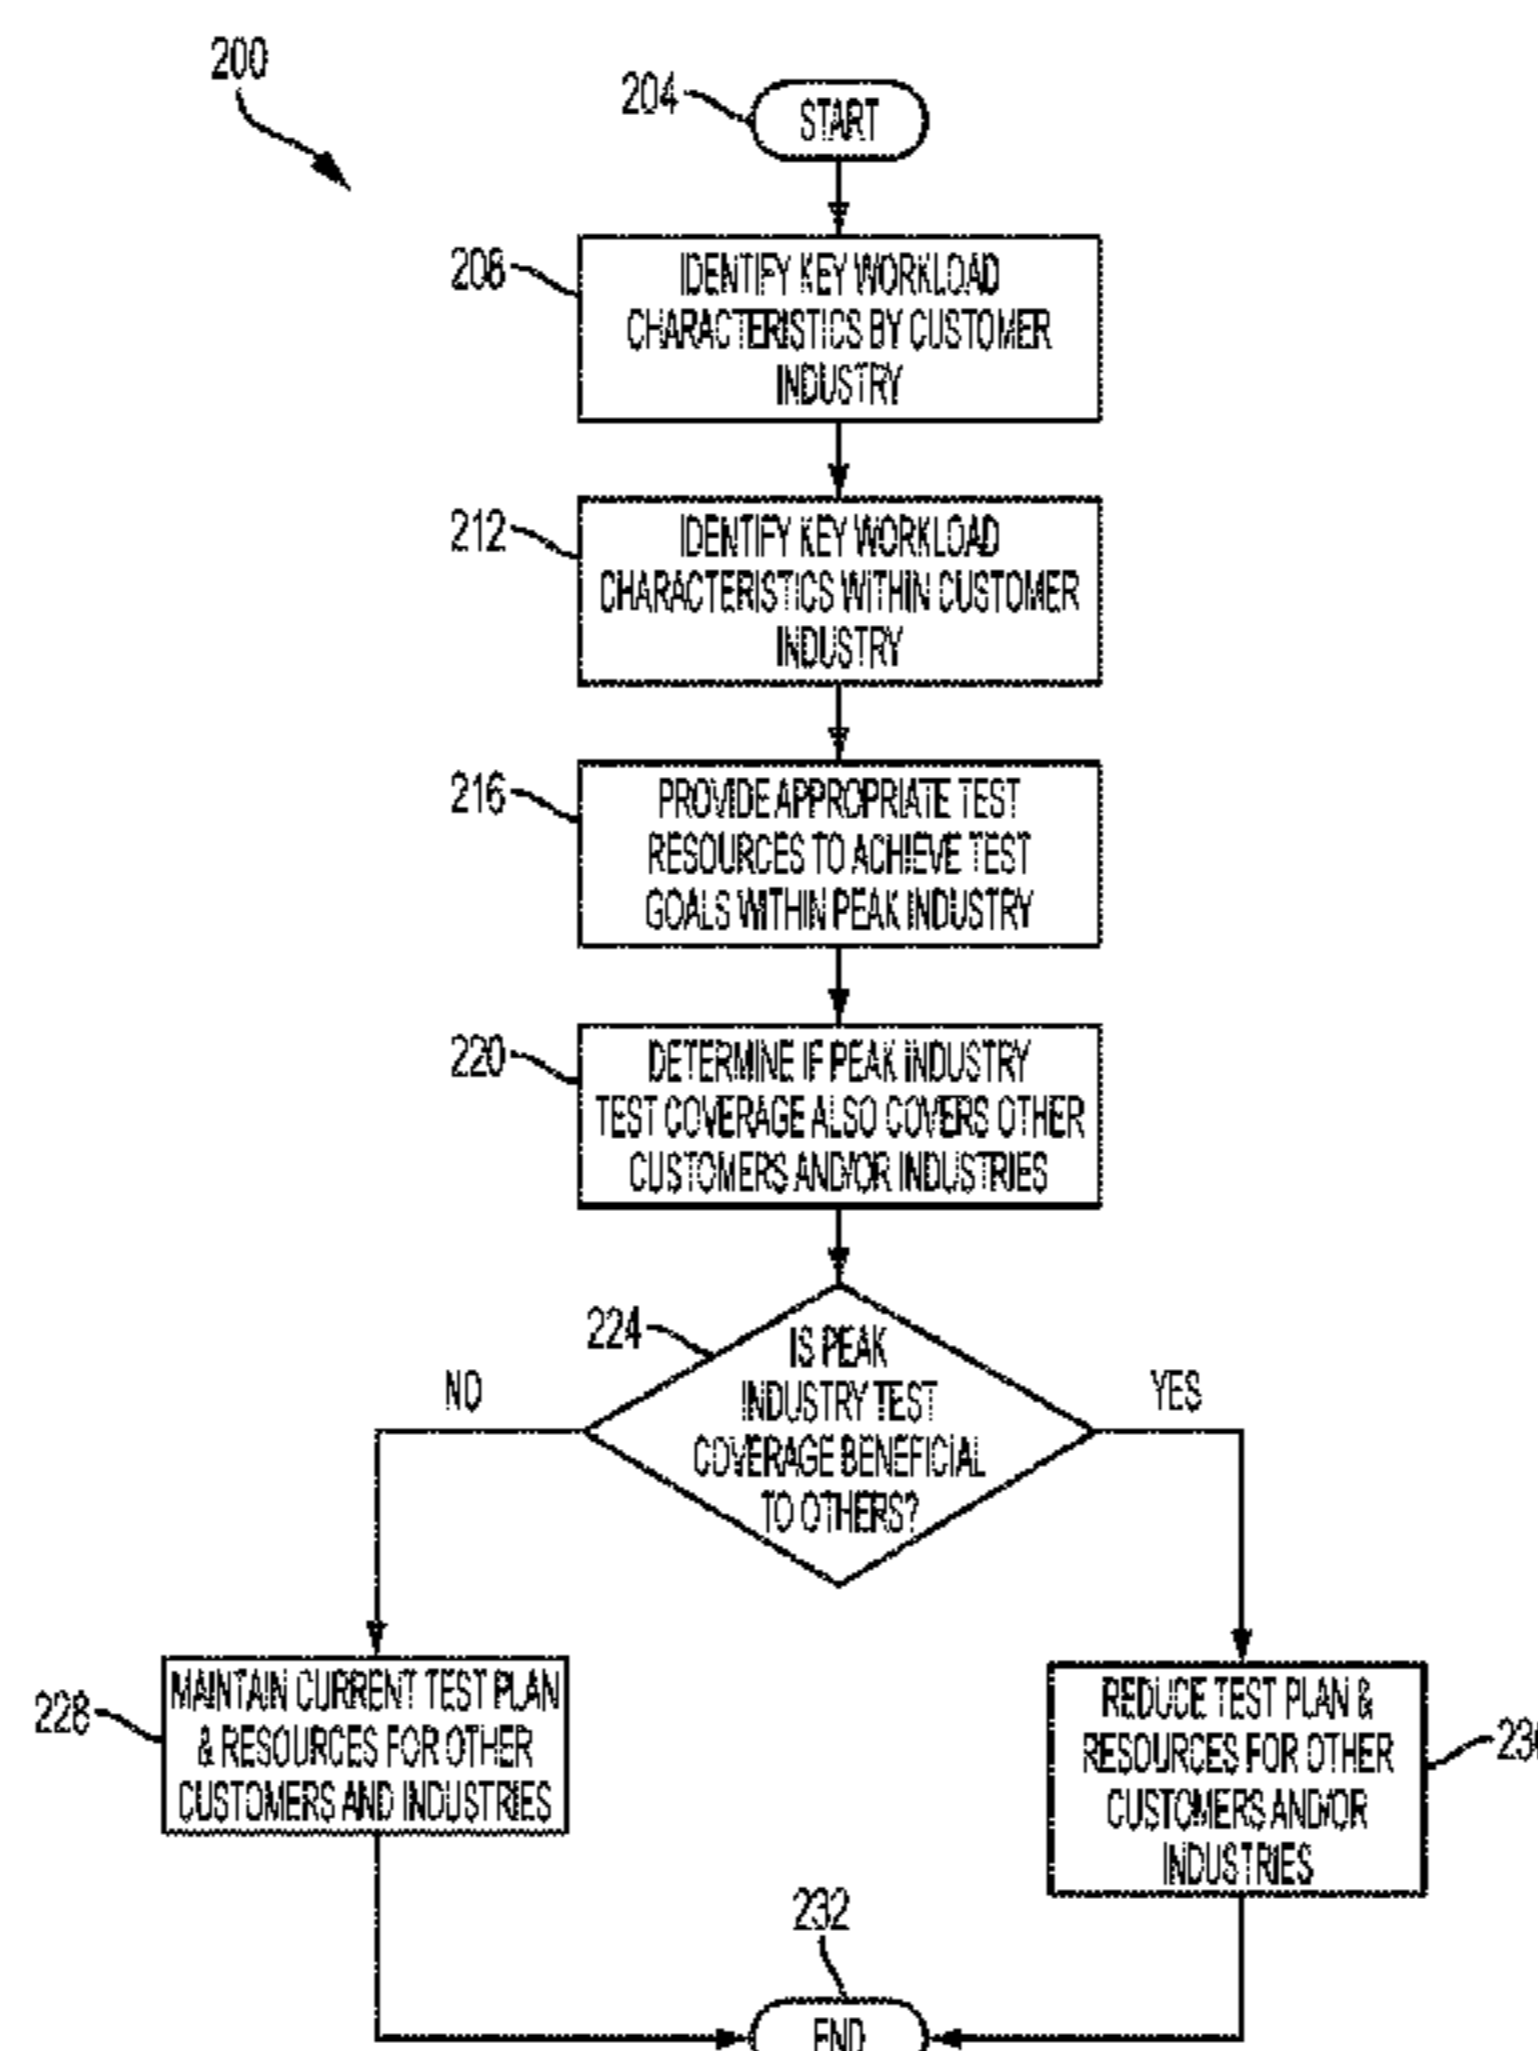 200
204
START
208
IDENTIFY KEY WORKLOAD
CHARACTERISTICS BY CUSTOMER
INDUSTRY
212
IDENTIFY KEY WORKLOAD
CHARACTERISTICS WITHIN CUSTOMER
INDUSTRY
216
PROVIDE APPROPRIATE TEST
RESOURCES TO ACHIEVE TEST
GOALS WITHIN PEAK INDUSTRY
220
DETERMINE IF PEAK INDUSTRY
TEST COVERAGE ALSO COVERS OTHER
CUSTOMERS AND/OR INDUSTRIES
224
IS PEAK
INDUSTRY TEST
COVERAGE BENEFICIAL
TO OTHERS?
NO
YES
228
MAINTAIN CURRENT TEST PLAN
& RESOURCES FOR OTHER
CUSTOMERS AND INDUSTRIES
REDUCE TEST PLAN &
RESOURCES FOR OTHER
CUSTOMERS AND/OR
INDUSTRIES
232
END